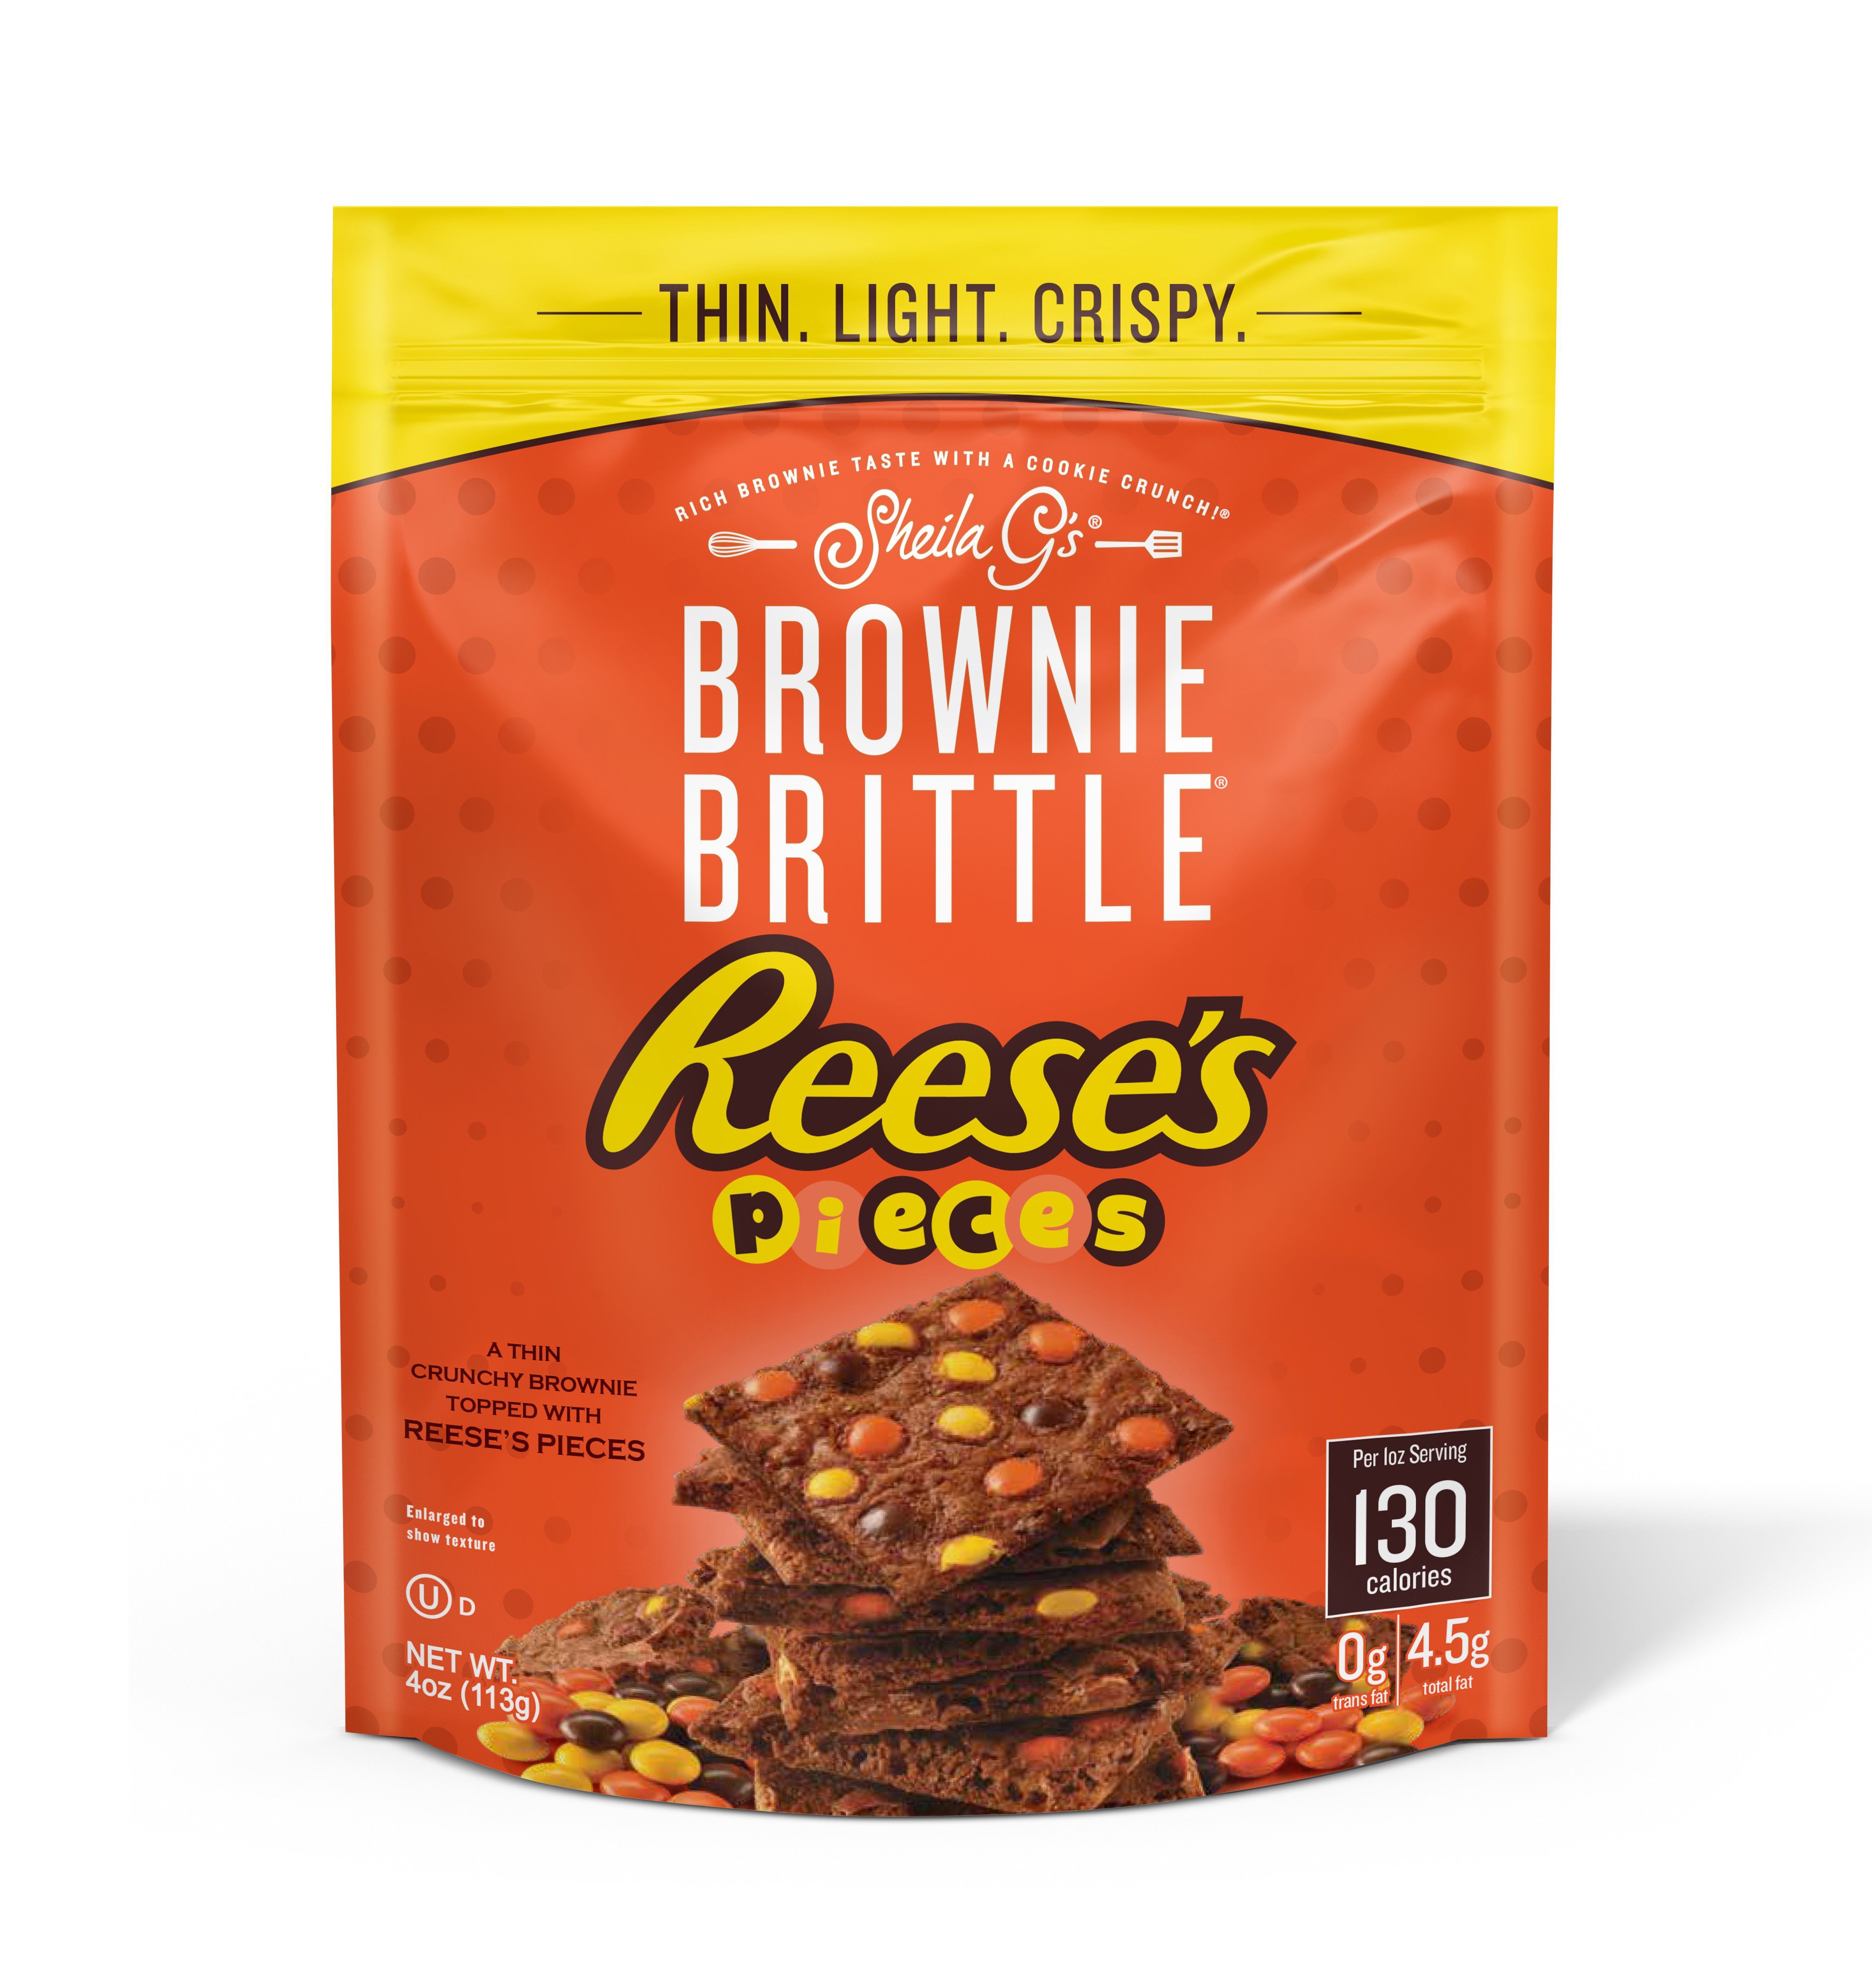 THIN. LIGHT. CRISPY.
RICH BROWNIE TASTE WITH A COOKIE CRUNCH!®
Sheila G's®
BROWNIE
BRITTLE®
Reese's
pieces
A THIN
CRUNCHY BROWNIE
TOPPED WITH
REESE'S PIECES
Enlarged to
show texture
U D
NET WT.
4oz (113g)
Per 1oz Serving
130
calories
0g
trans fat
4.5g
total fat